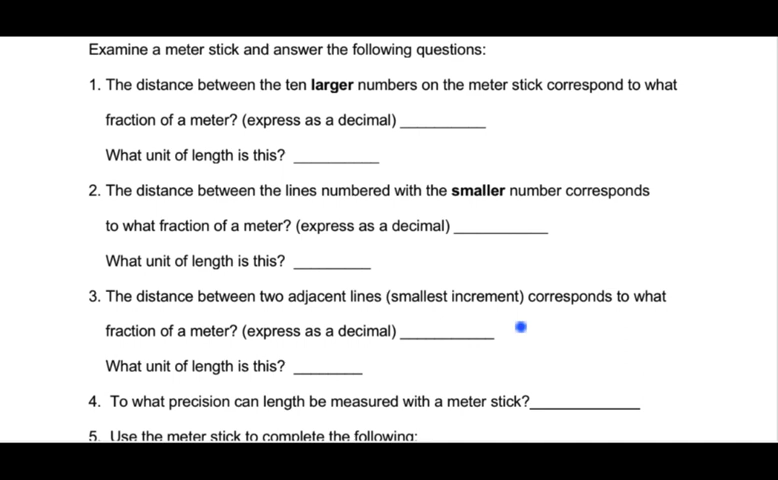 Examine a meter stick and answer the following questions:
1. The distance between the ten larger numbers on the meter stick correspond to what
fraction of a meter? (express as a decimal)___________
What unit of length is this? ___________
2. The distance between the lines numbered with the smaller number corresponds
to what fraction of a meter? (express as a decimal)____________
What unit of length is this? __________
3. The distance between two adjacent lines (smallest increment) corresponds to what
fraction of a meter? (express as a decimal)____________
What unit of length is this? _________
4. To what precision can length be measured with a meter stick?______________
5. Use the meter stick to complete the following: